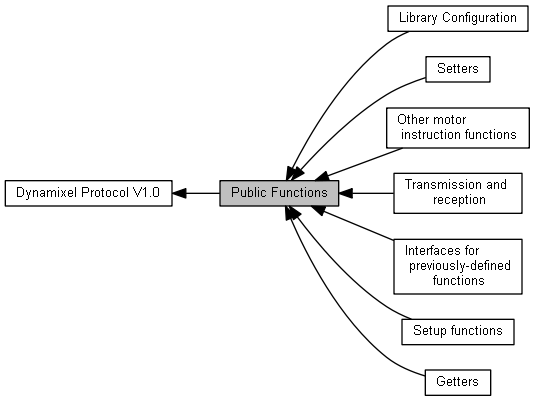 Library Configuration
Setters
Other motor
instruction functions
Dynamixel Protocol V1.0
Public Functions
Transmission and
reception
Interfaces for
previously-defined
functions
Setup functions
Getters